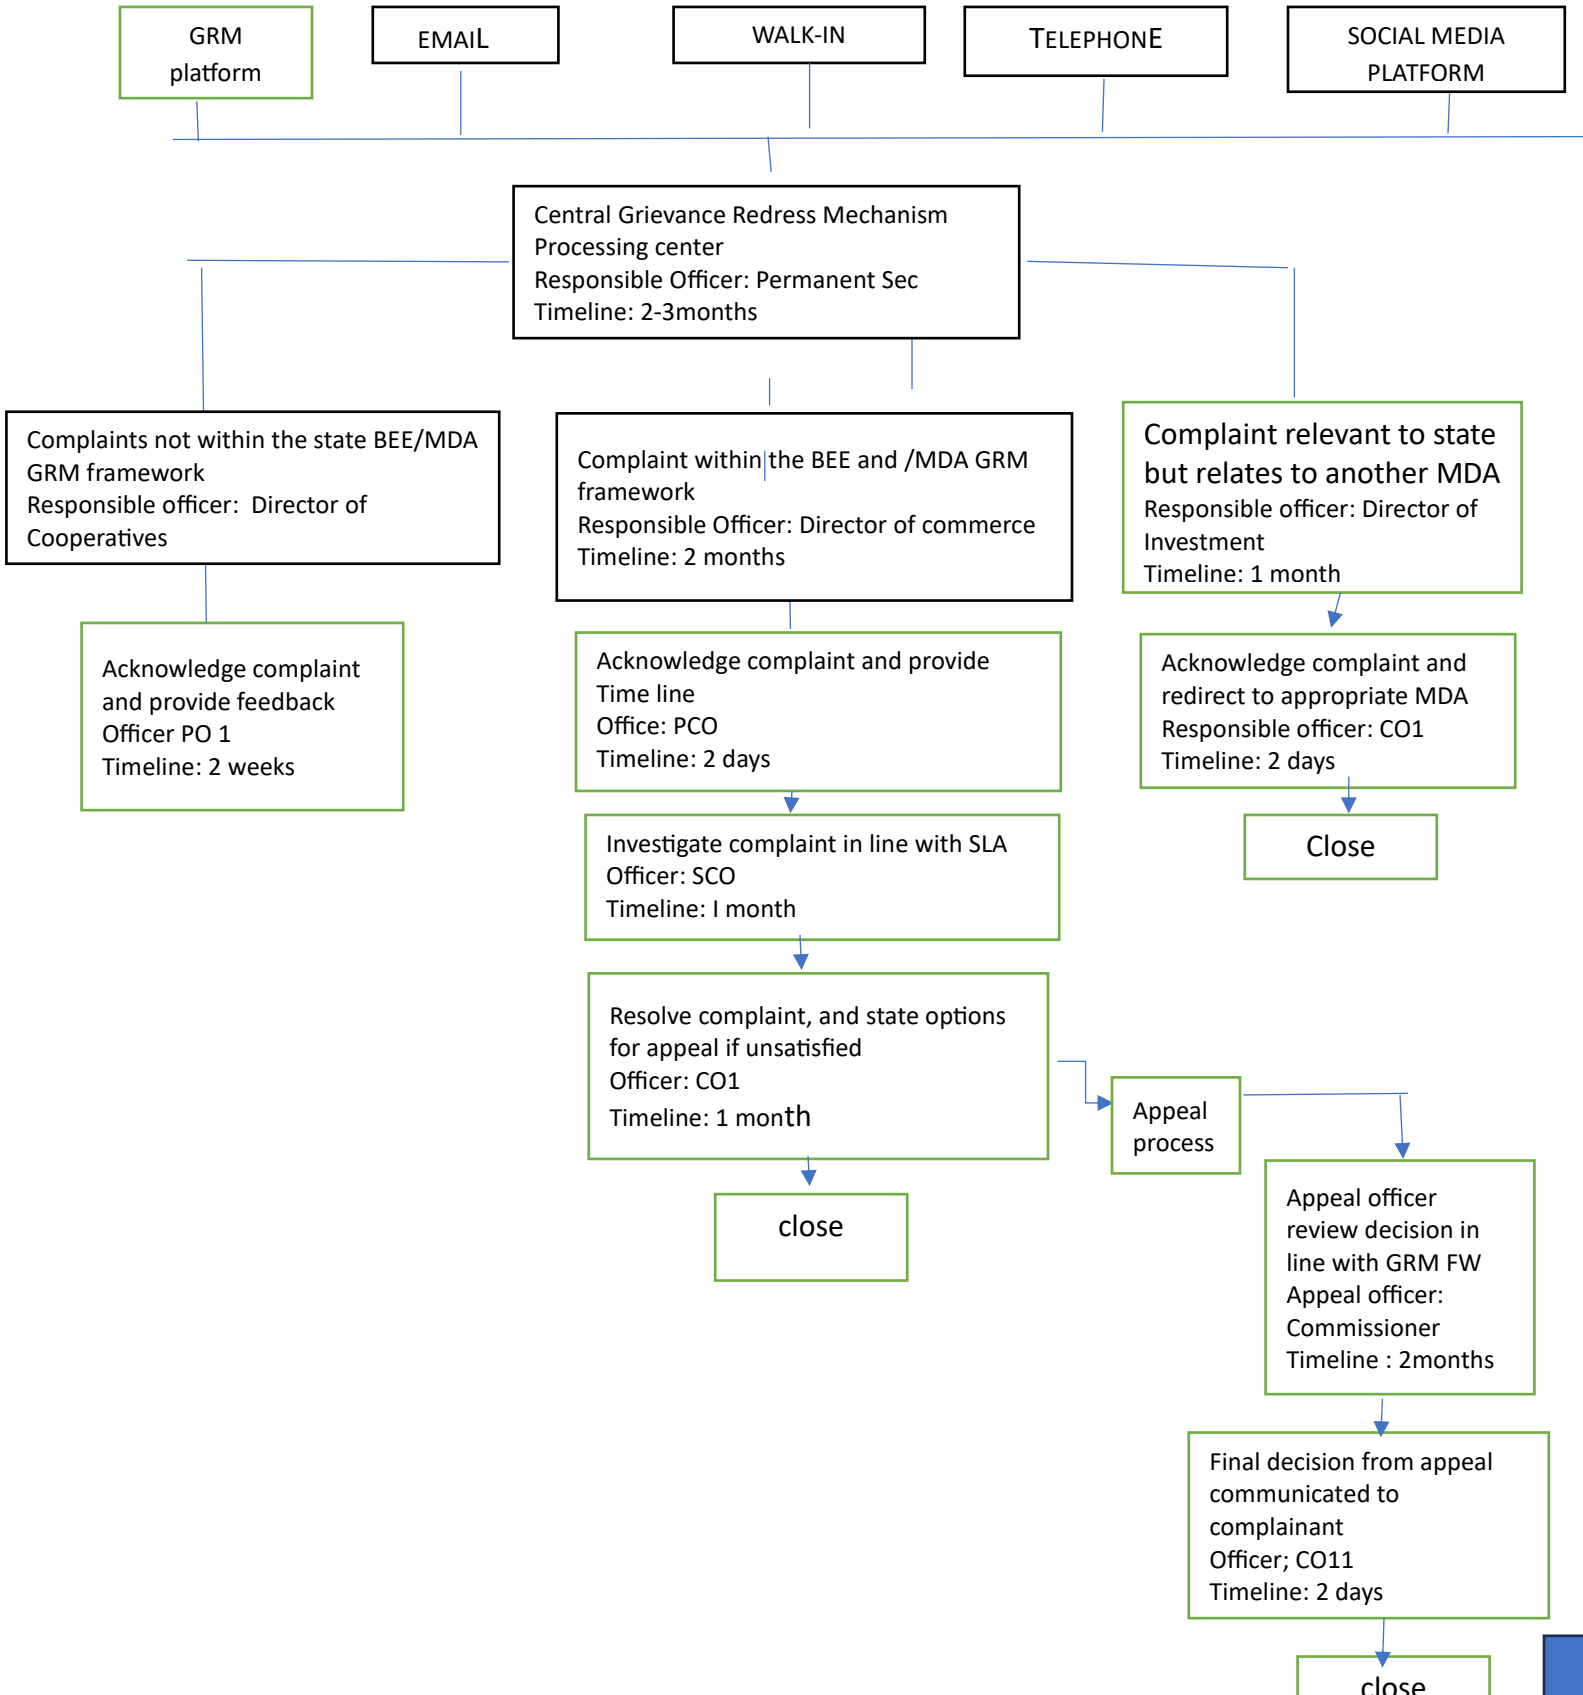 GRM
platform
EMAIL
WALK-IN
TELEPHONE
SOCIAL MEDIA
PLATFORM
Central Grievance Redress Mechanism
Processing center
Responsible Officer: Permanent Sec
Timeline: 2-3months
Complaints not within the state BEE/MDA
GRM framework
Responsible officer:  Director of
Cooperatives
Complaint within the BEE and /MDA GRM
framework
Responsible Officer: Director of commerce
Timeline: 2 months
Complaint relevant to state
but relates to another MDA
Responsible officer: Director of
Investment
Timeline: 1 month
Acknowledge complaint
and provide feedback
Officer PO 1
Timeline: 2 weeks
Acknowledge complaint and provide
Time line
Office: PCO
Timeline: 2 days
Acknowledge complaint and
redirect to appropriate MDA
Responsible officer: CO1
Timeline: 2 days
Investigate complaint in line with SLA
Officer: SCO
Timeline: I month
Close
Resolve complaint, and state options
for appeal if unsatisfied
Officer: CO1
Timeline: 1 month
Appeal
process
close
Appeal officer
review decision in
line with GRM FW
Appeal officer:
Commissioner
Timeline : 2months
Final decision from appeal
communicated to
complainant
Officer; CO11
Timeline: 2 days
close